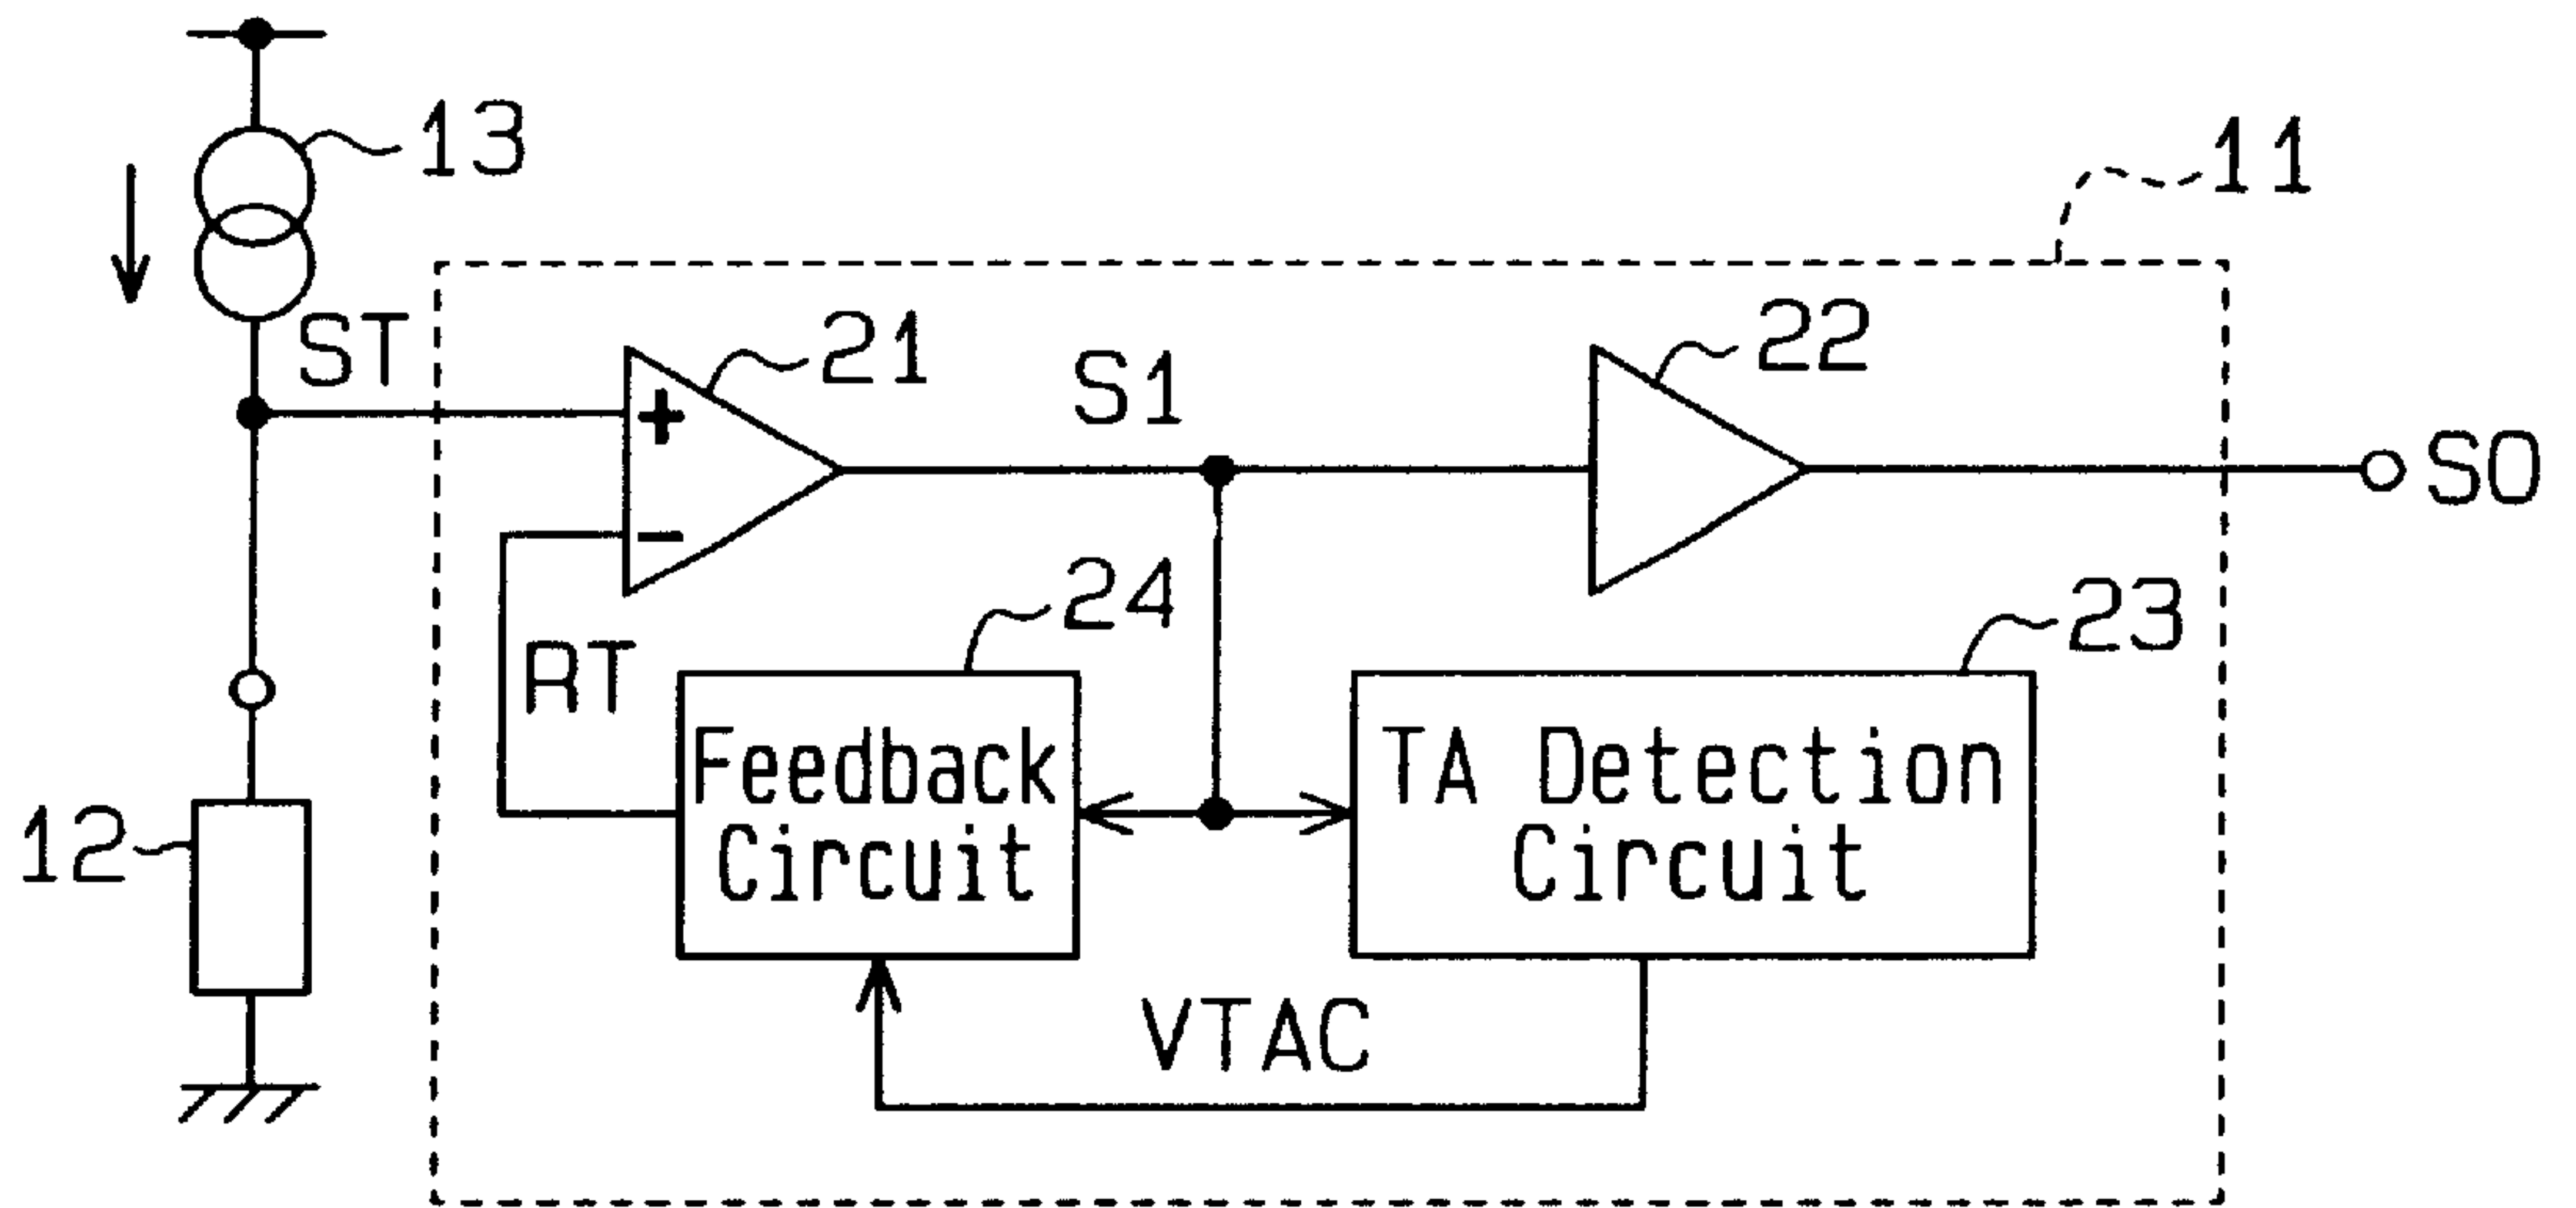 13
11
ST
21
S1
22
SO
+
−
24
23
RT
Feedback
Circuit
TA Detection
Circuit
12
VTAC